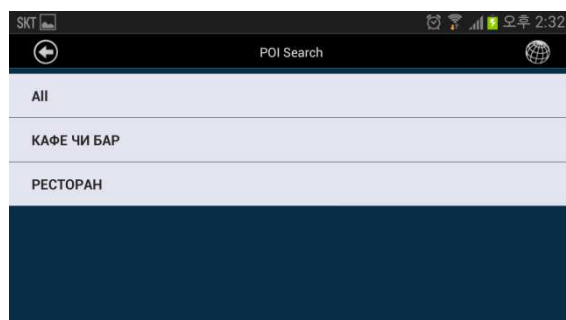 SKT 오후 2:32
POI Search
All
КАФЕ ЧИ БАР
РЕСТОРАН